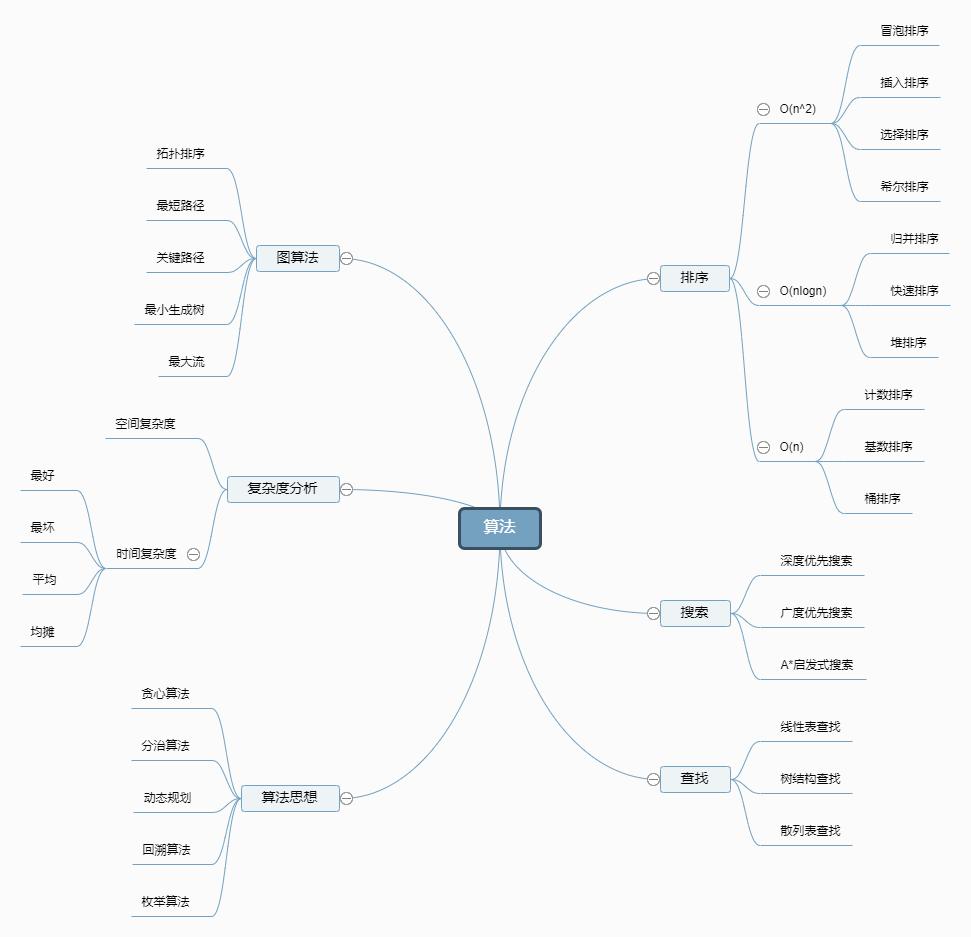 算法
排序
O(n^2)
冒泡排序
插入排序
选择排序
希尔排序
O(nlogn)
归并排序
快速排序
堆排序
O(n)
计数排序
基数排序
桶排序
搜索
深度优先搜索
广度优先搜索
A*启发式搜索
查找
线性表查找
树结构查找
散列表查找
图算法
拓扑排序
最短路径
关键路径
最小生成树
最大流
复杂度分析
空间复杂度
时间复杂度
最好
最坏
平均
均摊
算法思想
贪心算法
分治算法
动态规划
回溯算法
枚举算法